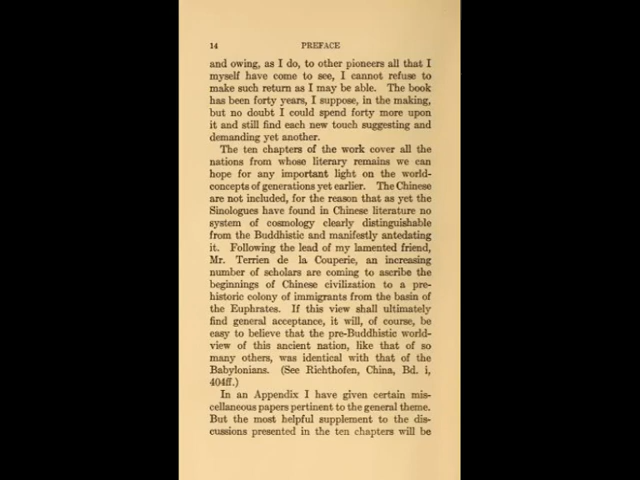 14 PREFACE
and owing, as I do, to other pioneers all that I
myself have come to see, I cannot refuse to
make such return as I may be able. The book
has been forty years, I suppose, in the making,
but no doubt I could spend forty more upon
it and still find each new touch suggesting and
demanding yet another.
The ten chapters of the work cover all the
nations from whose literary remains we can
hope for any important light on the world-
concepts of generations yet earlier. The Chinese
are not included, for the reason that as yet the
Sinologues have found in Chinese literature no
system of cosmology clearly distinguishable
from the Buddhistic and manifestly antedating
it. Following the lead of my lamented friend,
Mr. Terrien de la Couperie, an increasing
number of scholars are coming to ascribe the
beginnings of Chinese civilization to a pre-
historic colony of immigrants from the basin of
the Euphrates. If this view shall ultimately
find general acceptance, it will, of course, be
easy to believe that the pre-Buddhistic world-
view of this ancient nation, like that of so
many others, was identical with that of the
Babylonians. (See Richthofen, China, Bd. i,
404ff.)
In an Appendix I have given certain mis-
cellaneous papers pertinent to the general theme.
But the most helpful supplement to the dis-
cussions presented in the ten chapters will be